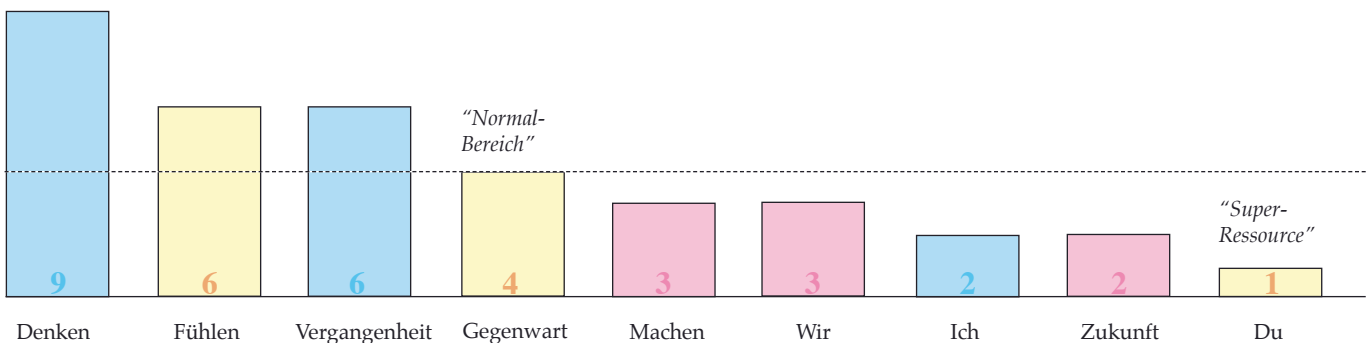 “Normal-
Bereich”
“Super-
Ressource”
9 6 6 4 3 3 2 2 1
Denken Fühlen Vergangenheit Gegenwart Machen Wir Ich Zukunft Du